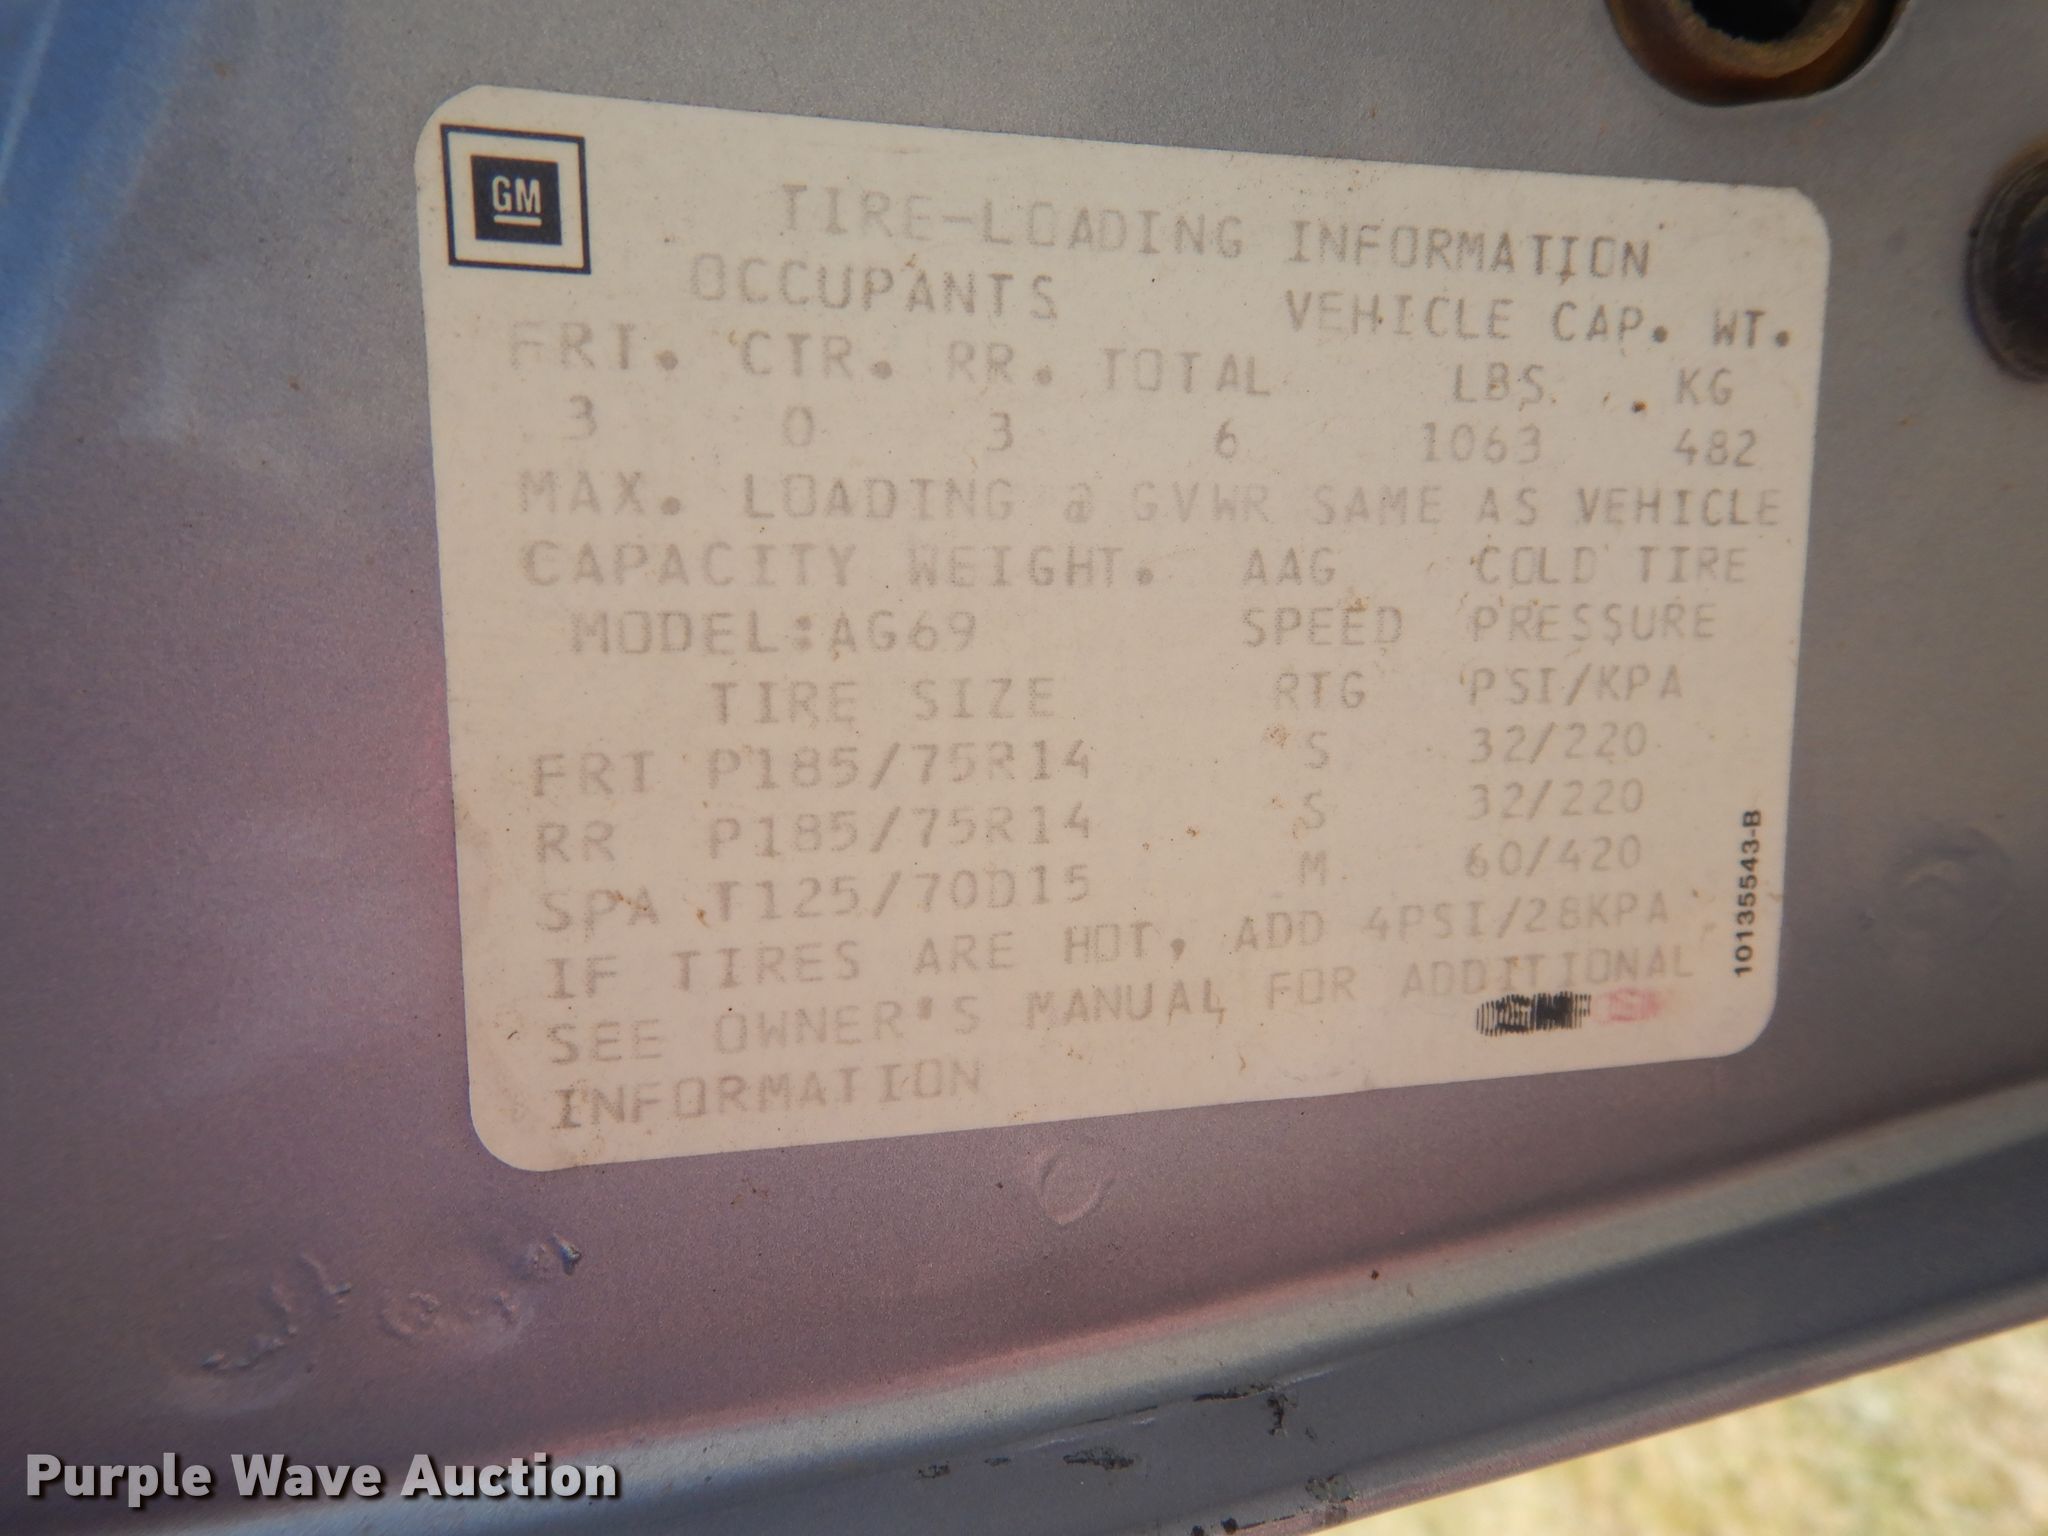 GM
TIRE-LOADING INFORMATION
OCCUPANTS VEHICLE CAP. WT.
FRT. CTR. RR. TOTAL LBS. KG
3 0 3 6 1063 482
MAX. LOADING @ GVWR SAME AS VEHICLE
CAPACITY WEIGHT. AAG COLD TIRE
MODEL:AG69 SPEED PRESSURE
TIRE SIZE RTG PSI/KPA
FRT P185/75R14 S 32/220
RR P185/75R14 S 32/220
SPA T125/70D15 M 60/420
IF TIRES ARE HOT, ADD 4PSI/28KPA
SEE OWNER'S MANUAL FOR ADDITIONAL
INFORMATION
10135543-B
Purple Wave Auction